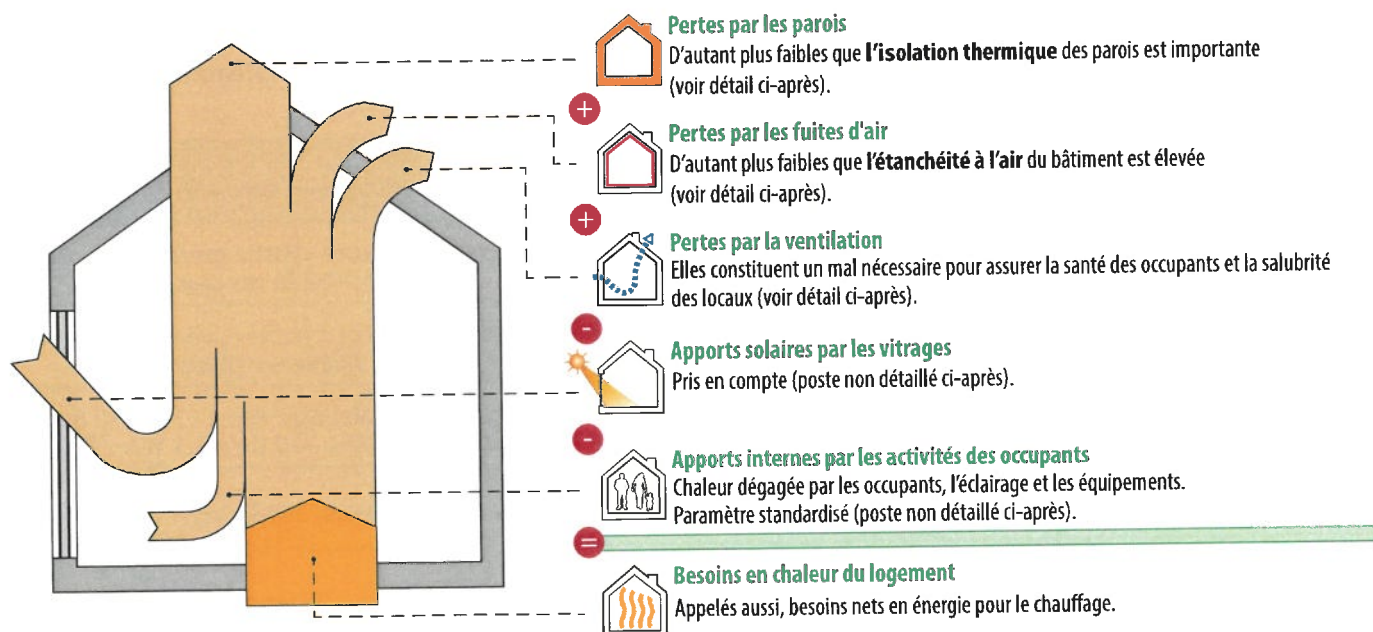 Pertes par les parois
D'autant plus faibles que l'isolation thermique des parois est importante
(voir détail ci-après).
+
Pertes par les fuites d'air
D'autant plus faibles que l'étanchéité à l'air du bâtiment est élevée
(voir détail ci-après).
+
Pertes par la ventilation
Elles constituent un mal nécessaire pour assurer la santé des occupants et la salubrité
des locaux (voir détail ci-après).
-
Apports solaires par les vitrages
Pris en compte (poste non détaillé ci-après).
-
Apports internes par les activités des occupants
Chaleur dégagée par les occupants, l'éclairage et les équipements.
Paramètre standardisé (poste non détaillé ci-après).
=
Besoins en chaleur du logement
Appelés aussi, besoins nets en énergie pour le chauffage.